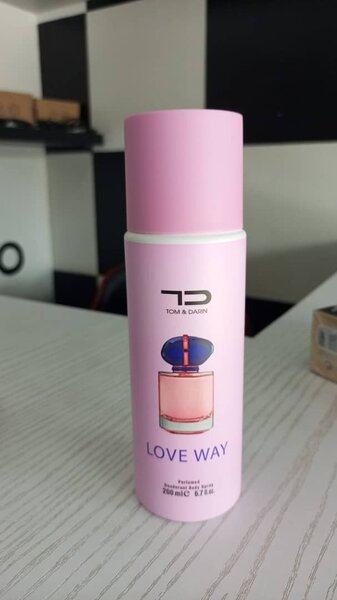 TD
TOM & DARIN
LOVE WAY
Perfumed
Deodorant Body Spray
200 ml℮ 6.7 fl.oz.